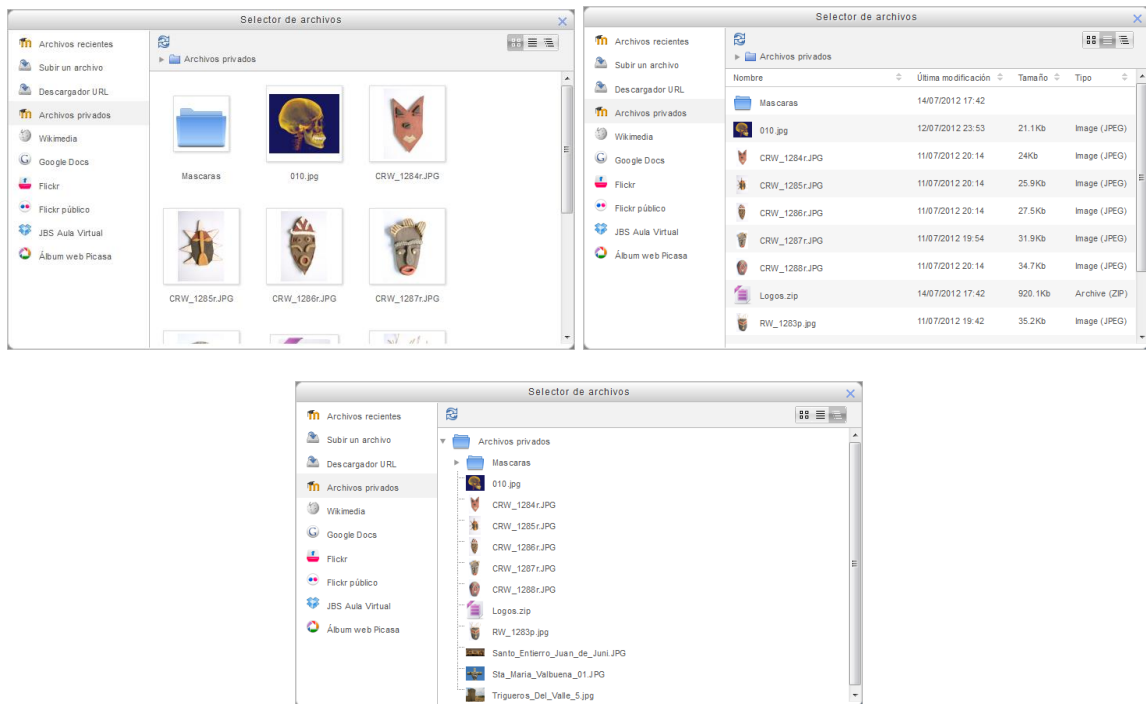 Selector de archivos
Archivos recientes
Subir un archivo
Descargador URL
Archivos privados
Wikimedia
Google Docs
Flickr
Flickr público
JBS Aula Virtual
Álbum web Picasa
Archivos privados
Mascaras
010.jpg
CRW_1284r.JPG
CRW_1285r.JPG
CRW_1286r.JPG
CRW_1287r.JPG
Selector de archivos
Archivos recientes
Subir un archivo
Descargador URL
Archivos privados
Wikimedia
Google Docs
Flickr
Flickr público
JBS Aula Virtual
Álbum web Picasa
Archivos privados
Nombre Última modificación Tamaño Tipo
Mascaras 14/07/2012 17:42
010.jpg 12/07/2012 23:53 21.1Kb Image (JPEG)
CRW_1284r.JPG 11/07/2012 20:14 24Kb Image (JPEG)
CRW_1285r.JPG 11/07/2012 20:14 25.9Kb Image (JPEG)
CRW_1286r.JPG 11/07/2012 20:14 27.5Kb Image (JPEG)
CRW_1287r.JPG 11/07/2012 19:54 31.9Kb Image (JPEG)
CRW_1288r.JPG 11/07/2012 20:14 34.7Kb Image (JPEG)
Logos.zip 14/07/2012 17:42 920.1Kb Archive (ZIP)
RW_1283p.jpg 11/07/2012 19:42 35.2Kb Image (JPEG)
Selector de archivos
Archivos recientes
Subir un archivo
Descargador URL
Archivos privados
Wikimedia
Google Docs
Flickr
Flickr público
JBS Aula Virtual
Álbum web Picasa
Archivos privados
Mascaras
010.jpg
CRW_1284r.JPG
CRW_1285r.JPG
CRW_1286r.JPG
CRW_1287r.JPG
CRW_1288r.JPG
Logos.zip
RW_1283p.jpg
Santo_Entierro_Juan_de_Juni.JPG
Sta_Maria_Valbuena_01.JPG
Trigueros_Del_Valle_5.jpg